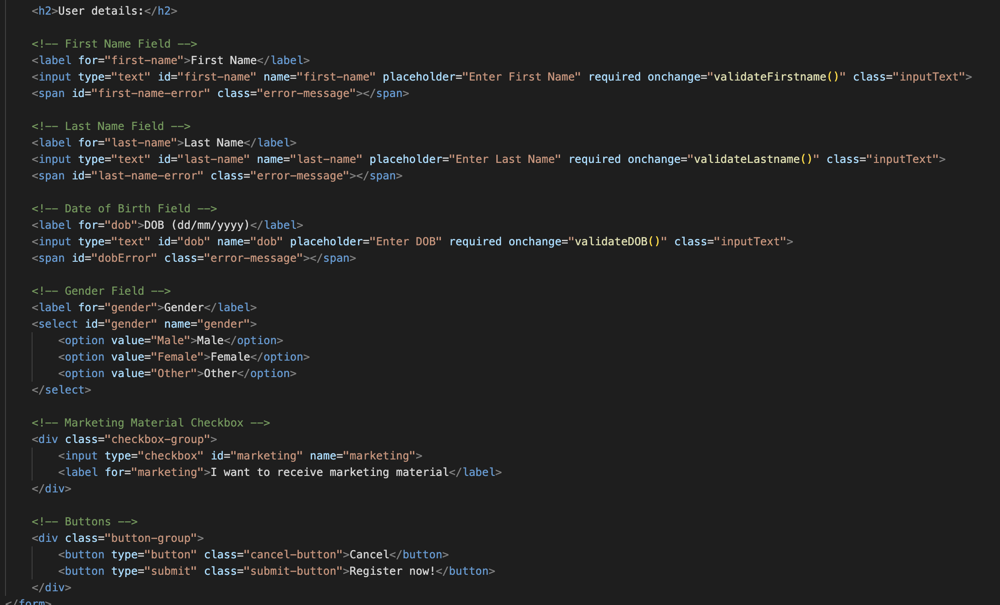 <h2>User details:</h2>
<!-- First Name Field -->
<label for="first-name">First Name</label>
<input type="text" id="first-name" name="first-name" placeholder="Enter First Name" required onchange="validateFirstname()" class="inputText">
<span id="first-name-error" class="error-message"></span>
<!-- Last Name Field -->
<label for="last-name">Last Name</label>
<input type="text" id="last-name" name="last-name" placeholder="Enter Last Name" required onchange="validateLastname()" class="inputText">
<span id="last-name-error" class="error-message"></span>
<!-- Date of Birth Field -->
<label for="dob">DOB (dd/mm/yyyy)</label>
<input type="text" id="dob" name="dob" placeholder="Enter DOB" required onchange="validateDOB()" class="inputText">
<span id="dobError" class="error-message"></span>
<!-- Gender Field -->
<label for="gender">Gender</label>
<select id="gender" name="gender">
<option value="Male">Male</option>
<option value="Female">Female</option>
<option value="Other">Other</option>
</select>
<!-- Marketing Material Checkbox -->
<div class="checkbox-group">
<input type="checkbox" id="marketing" name="marketing">
<label for="marketing">I want to receive marketing material</label>
</div>
<!-- Buttons -->
<div class="button-group">
<button type="button" class="cancel-button">Cancel</button>
<button type="submit" class="submit-button">Register now!</button>
</div>
</form>